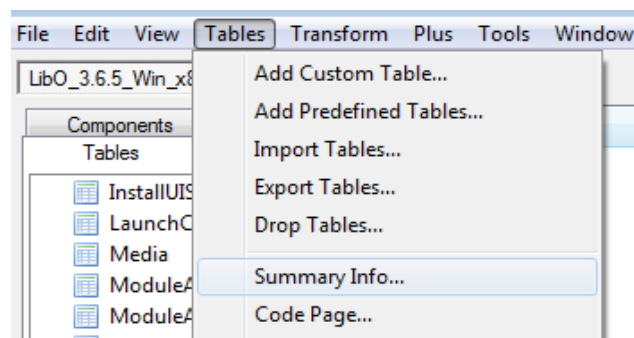 File Edit View Tables Transform Plus Tools Window
LibO_3.6.5_Win_x8
Add Custom Table...
Add Predefined Tables...
Import Tables...
Export Tables...
Drop Tables...
Summary Info...
Code Page...
Components
Tables
InstallUIS
LaunchC
Media
ModuleA
ModuleA